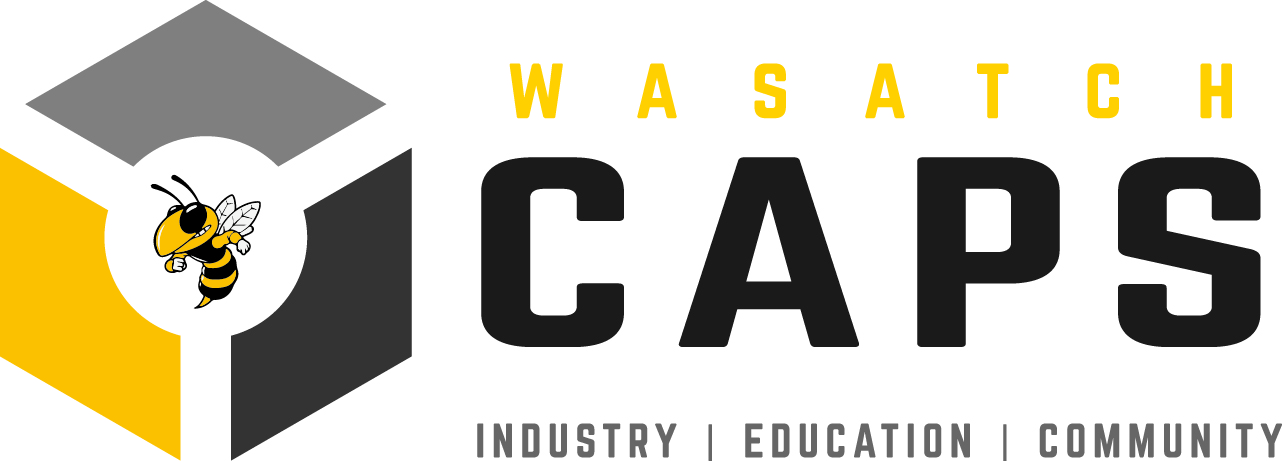 WASATCH
CAPS
INDUSTRY | EDUCATION | COMMUNITY